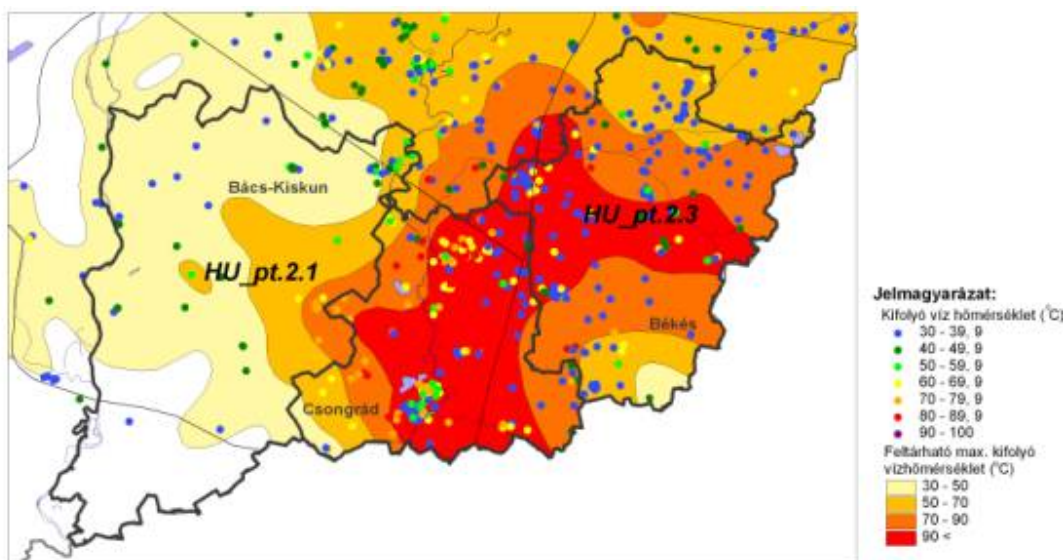 Bács-Kiskun
HU_pt.2.1
HU_pt.2.3
Békés
Csongrád
Jelmagyarázat:
Kifolyó víz hőmérséklet (°C)
30 - 39, 9
40 - 49, 9
50 - 59, 9
60 - 69, 9
70 - 79, 9
80 - 89, 9
90 - 100
Feltárható max. kifolyó
vízhőmérséklet (°C)
30 - 50
50 - 70
70 - 90
90 <